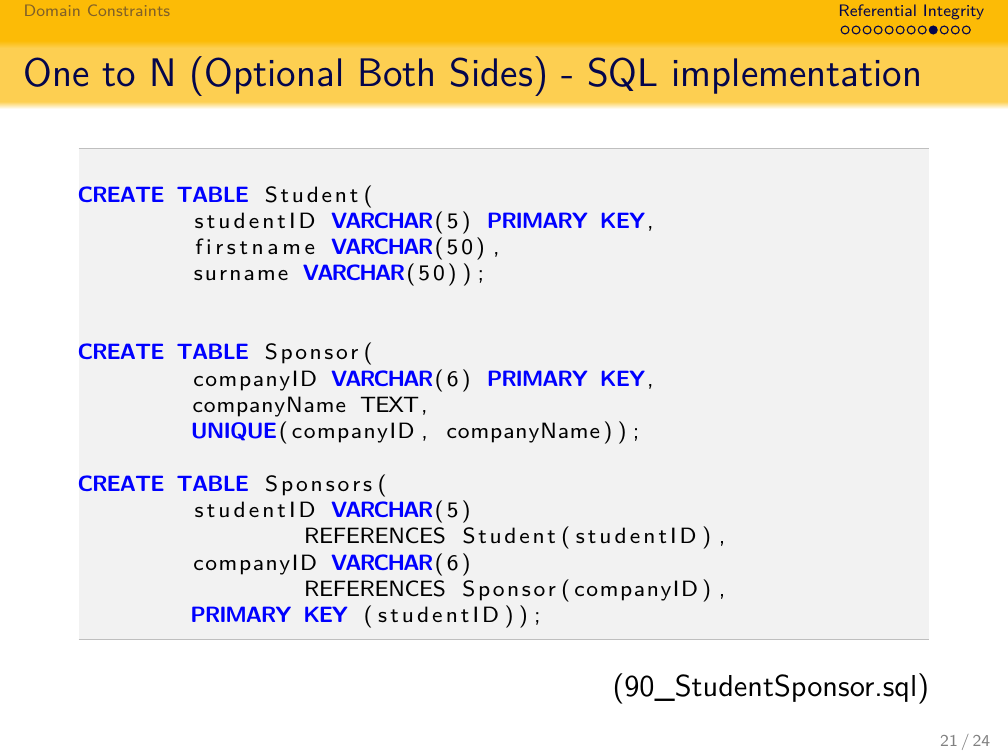 Domain Constraints
Referential Integrity
One to N (Optional Both Sides) - SQL implementation
CREATE TABLE Student(
studentID VARCHAR(5) PRIMARY KEY,
firstname VARCHAR(50),
surname VARCHAR(50));
CREATE TABLE Sponsor(
companyID VARCHAR(6) PRIMARY KEY,
companyName TEXT,
UNIQUE(companyID, companyName));
CREATE TABLE Sponsors(
studentID VARCHAR(5)
REFERENCES Student(studentID),
companyID VARCHAR(6)
REFERENCES Sponsor(companyID),
PRIMARY KEY (studentID));
(90_StudentSponsor.sql)
21 / 24